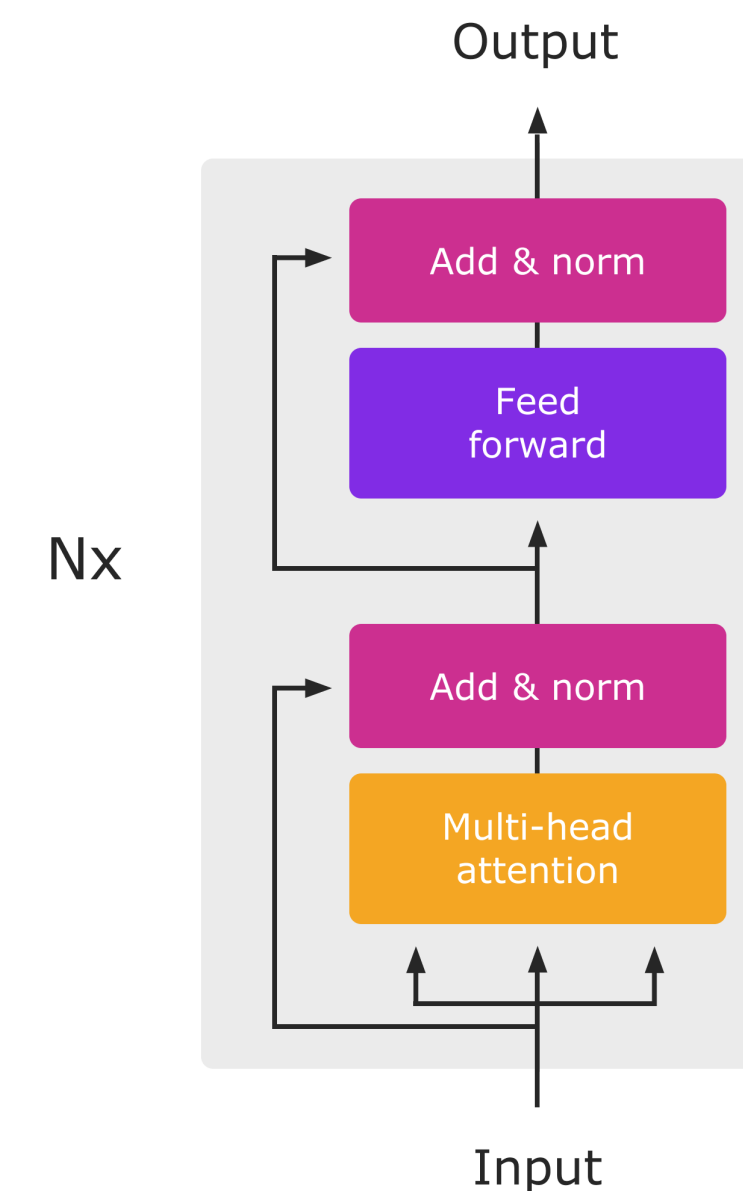 Output
Add & norm
Feed
forward
Nx
Add & norm
Multi-head
attention
Input